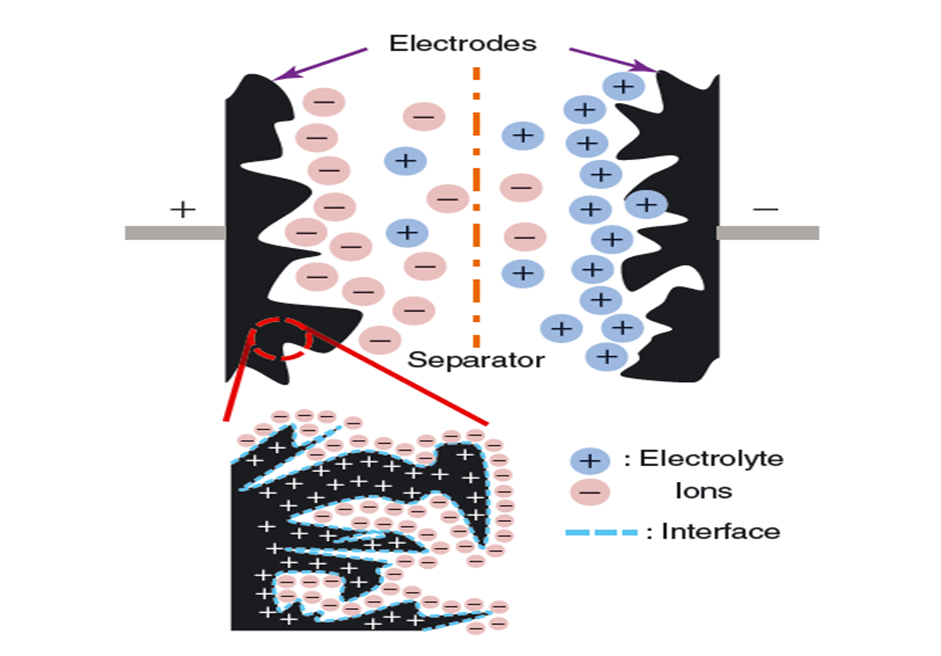 Electrodes
+
−
Separator
+ : Electrolyte
− Ions
: Interface